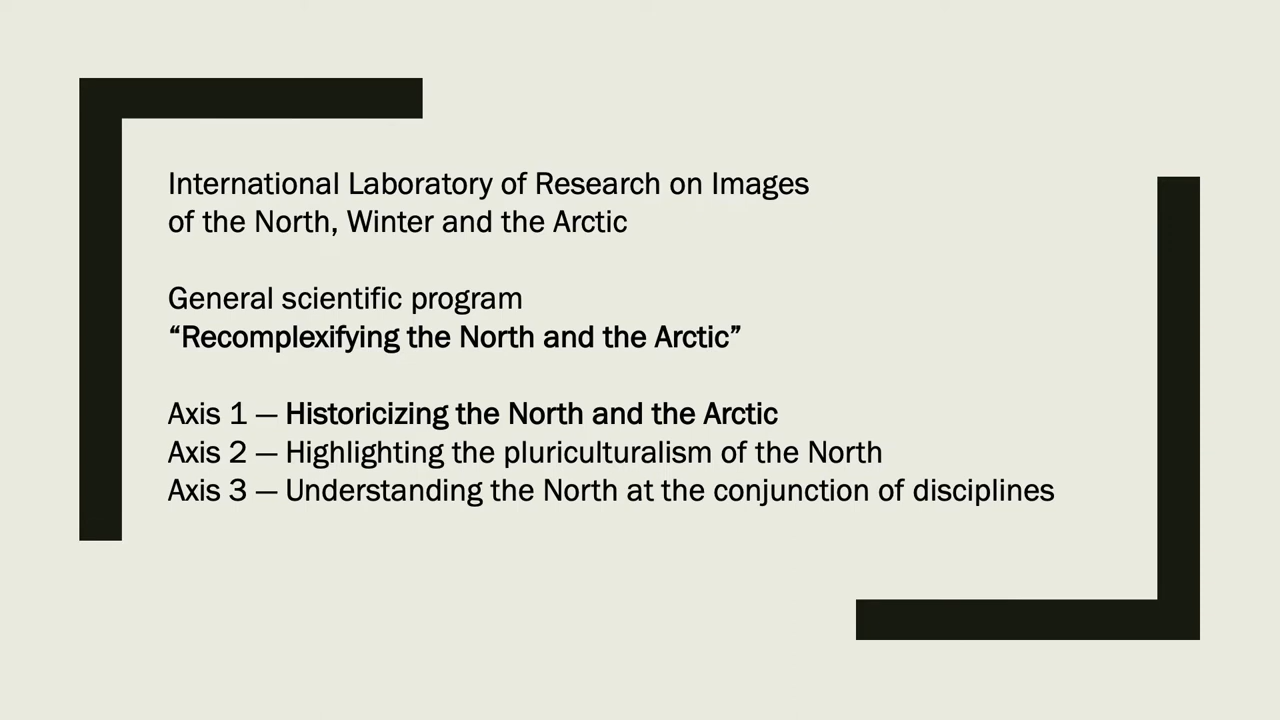 International Laboratory of Research on Images
of the North, Winter and the Arctic
General scientific program
“Recomplexifying the North and the Arctic”
Axis 1 — Historicizing the North and the Arctic
Axis 2 — Highlighting the pluriculturalism of the North
Axis 3 — Understanding the North at the conjunction of disciplines